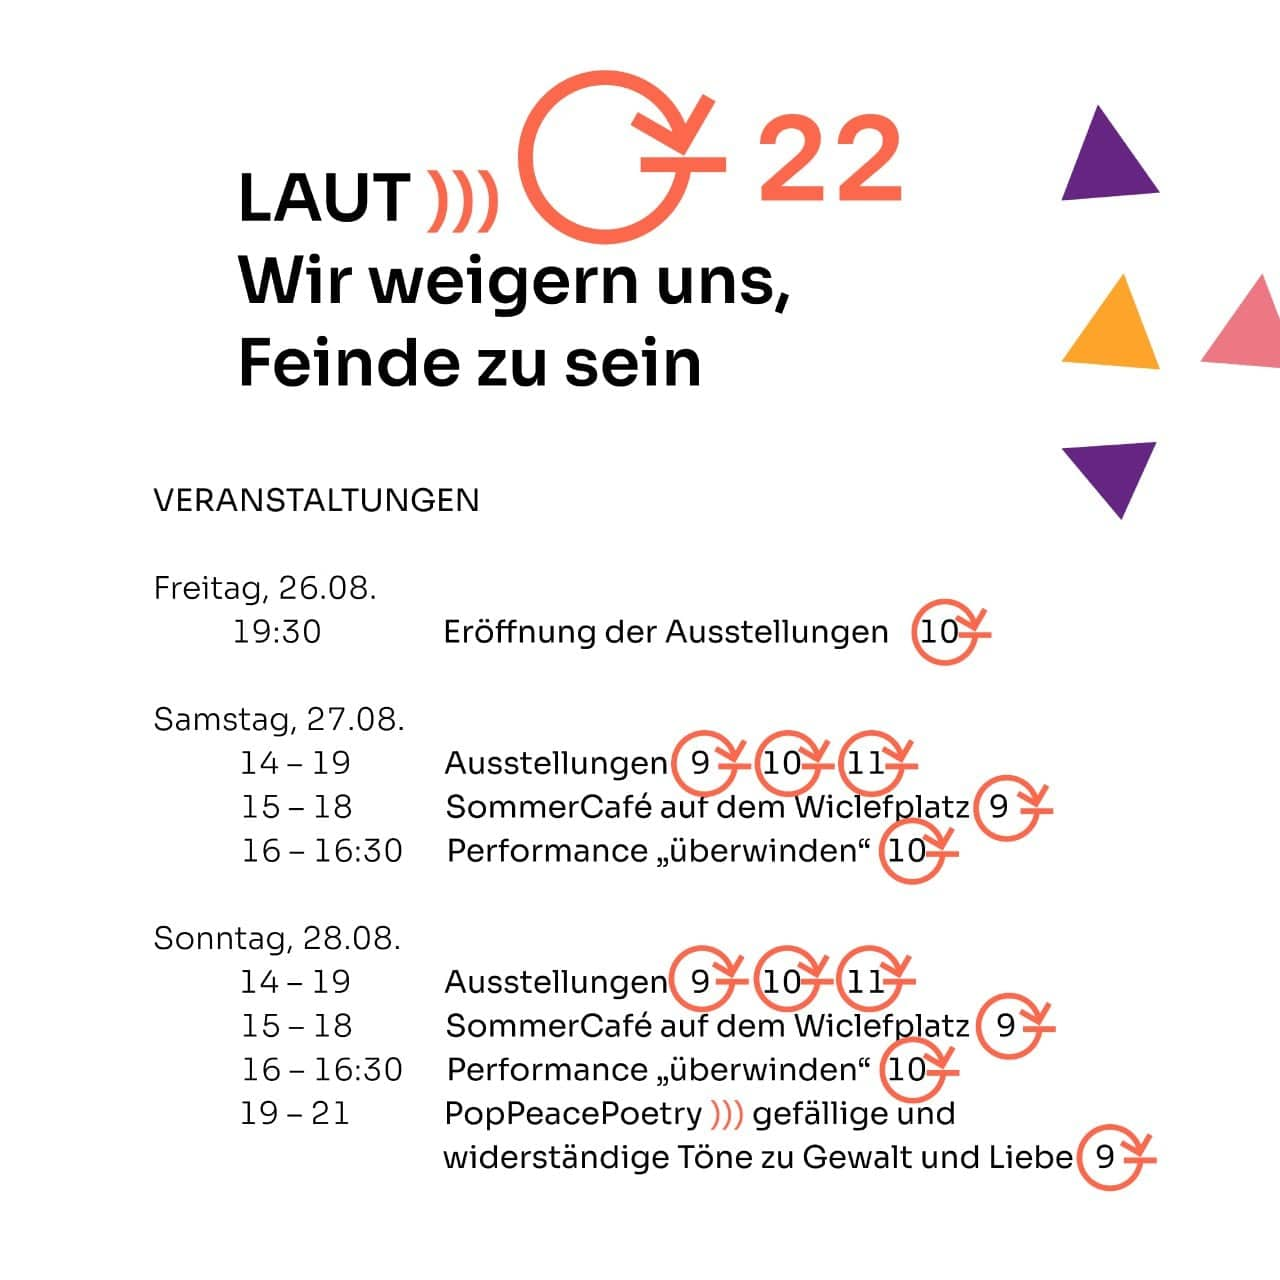 LAUT ))) 22
Wir weigern uns,
Feinde zu sein
VERANSTALTUNGEN
Freitag, 26.08.
19:30 Eröffnung der Ausstellungen 10
Samstag, 27.08.
14 – 19 Ausstellungen 9 10 11
15 – 18 SommerCafé auf dem Wiclefplatz 9
16 – 16:30 Performance „überwinden“ 10
Sonntag, 28.08.
14 – 19 Ausstellungen 9 10 11
15 – 18 SommerCafé auf dem Wiclefplatz 9
16 – 16:30 Performance „überwinden“ 10
19 – 21 PopPeacePoetry ))) gefällige und
widerständige Töne zu Gewalt und Liebe 9